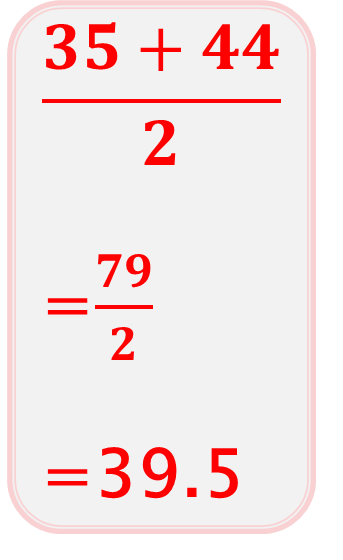 35 + 44
2
= 79
2
=39.5